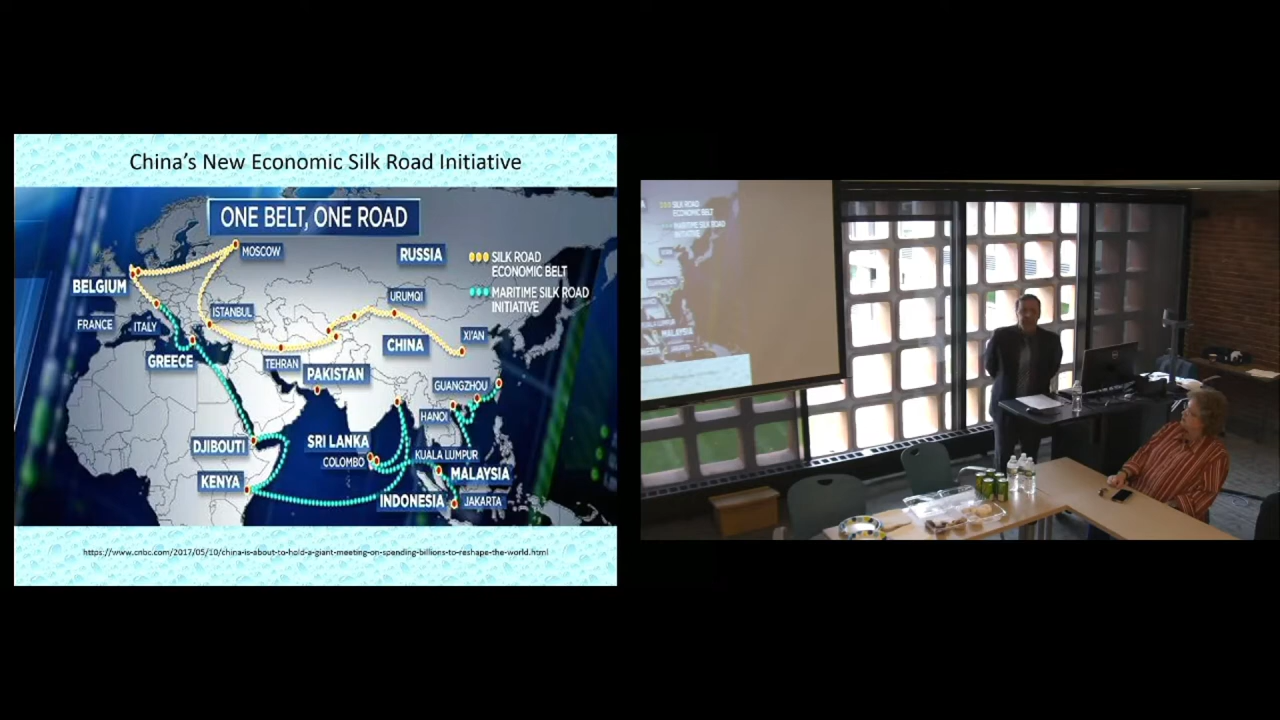 China's New Economic Silk Road Initiative
ONE BELT, ONE ROAD
MOSCOW
RUSSIA
SILK ROAD
ECONOMIC BELT
BELGIUM
URUMQI
MARITIME SILK ROAD
INITIATIVE
ISTANBUL
FRANCE
ITALY
XI'AN
CHINA
GREECE
TEHRAN
PAKISTAN
GUANGZHOU
HANOI
DJIBOUTI
SRI LANKA
COLOMBO
KUALA LUMPUR
MALAYSIA
KENYA
INDONESIA
JAKARTA
https://www.cnbc.com/2017/05/10/china-is-about-to-hold-a-giant-meeting-on-spending-billions-to-reshape-the-world.html
SILK ROAD
ECONOMIC BELT
MARITIME SILK ROAD
MALAYSIA